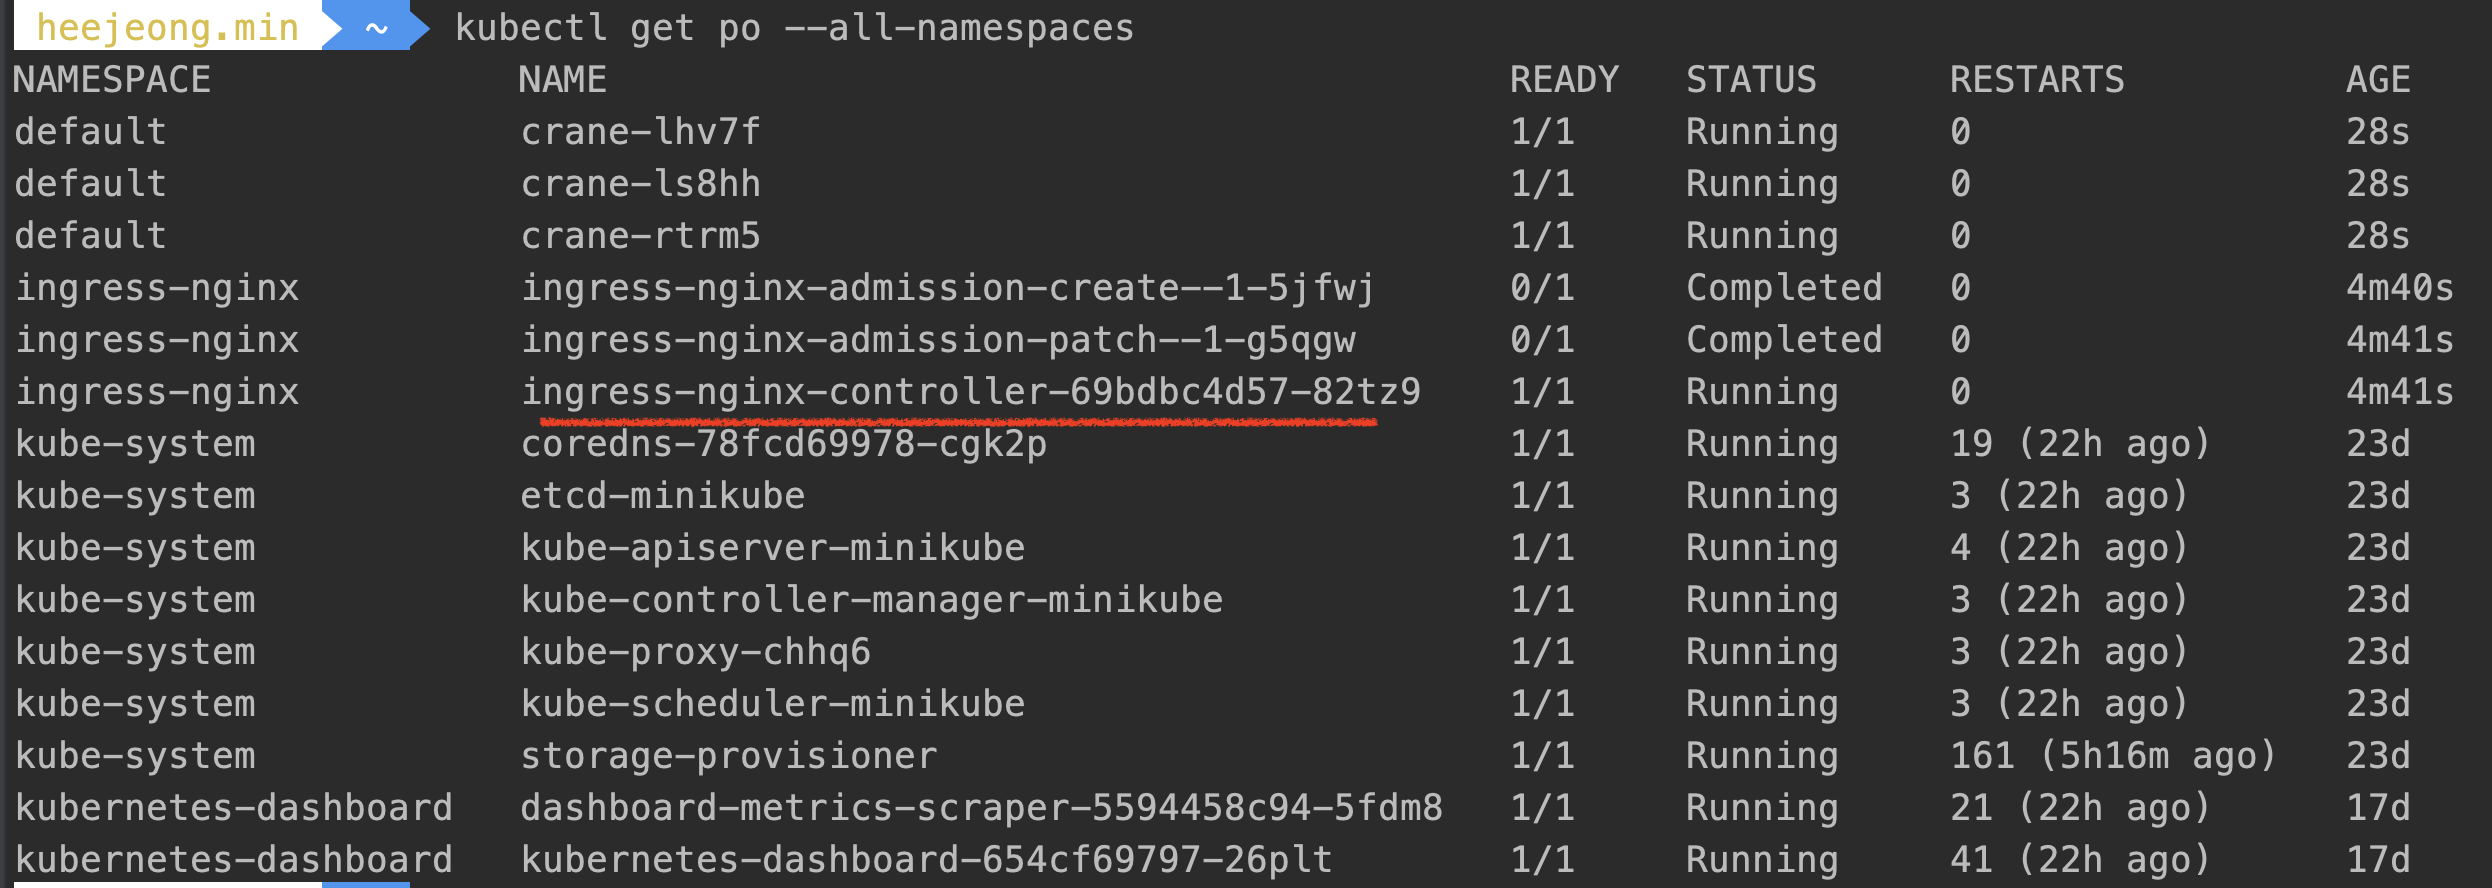 heejeong.min ~ kubectl get po --all-namespaces
NAMESPACE NAME READY STATUS RESTARTS AGE
default crane-lhv7f 1/1 Running 0 28s
default crane-ls8hh 1/1 Running 0 28s
default crane-rtrm5 1/1 Running 0 28s
ingress-nginx ingress-nginx-admission-create--1-5jfwj 0/1 Completed 0 4m40s
ingress-nginx ingress-nginx-admission-patch--1-g5qgw 0/1 Completed 0 4m41s
ingress-nginx ingress-nginx-controller-69bdbc4d57-82tz9 1/1 Running 0 4m41s
kube-system coredns-78fcd69978-cgk2p 1/1 Running 19 (22h ago) 23d
kube-system etcd-minikube 1/1 Running 3 (22h ago) 23d
kube-system kube-apiserver-minikube 1/1 Running 4 (22h ago) 23d
kube-system kube-controller-manager-minikube 1/1 Running 3 (22h ago) 23d
kube-system kube-proxy-chhq6 1/1 Running 3 (22h ago) 23d
kube-system kube-scheduler-minikube 1/1 Running 3 (22h ago) 23d
kube-system storage-provisioner 1/1 Running 161 (5h16m ago) 23d
kubernetes-dashboard dashboard-metrics-scraper-5594458c94-5fdm8 1/1 Running 21 (22h ago) 17d
kubernetes-dashboard kubernetes-dashboard-654cf69797-26plt 1/1 Running 41 (22h ago) 17d